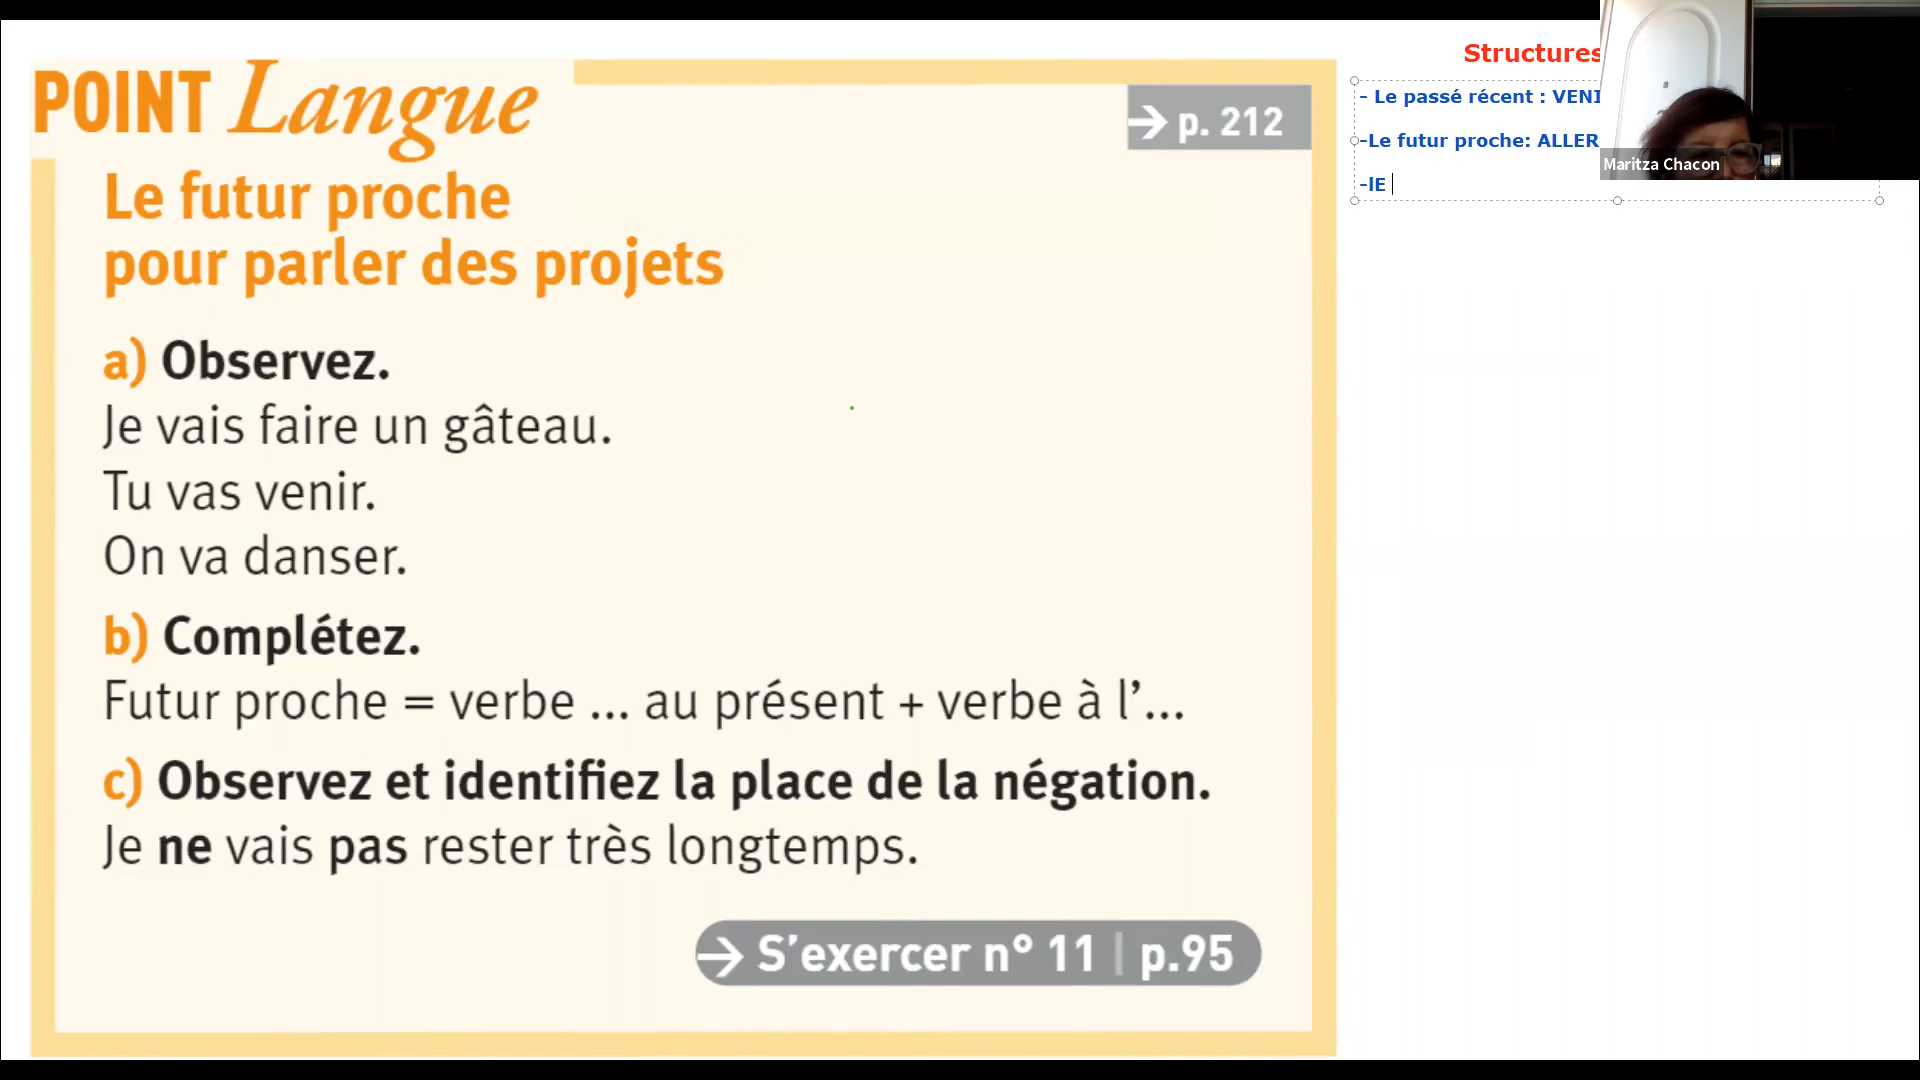 POINT Langue
→ p. 212
Le futur proche
pour parler des projets
a) Observez.
Je vais faire un gâteau.
Tu vas venir.
On va danser.
b) Complétez.
Futur proche = verbe ... au présent + verbe à l’...
c) Observez et identifiez la place de la négation.
Je ne vais pas rester très longtemps.
→ S’exercer n° 11 | p.95
Structures
- Le passé récent : VENI
-Le futur proche: ALLER
-lE
Maritza Chacon